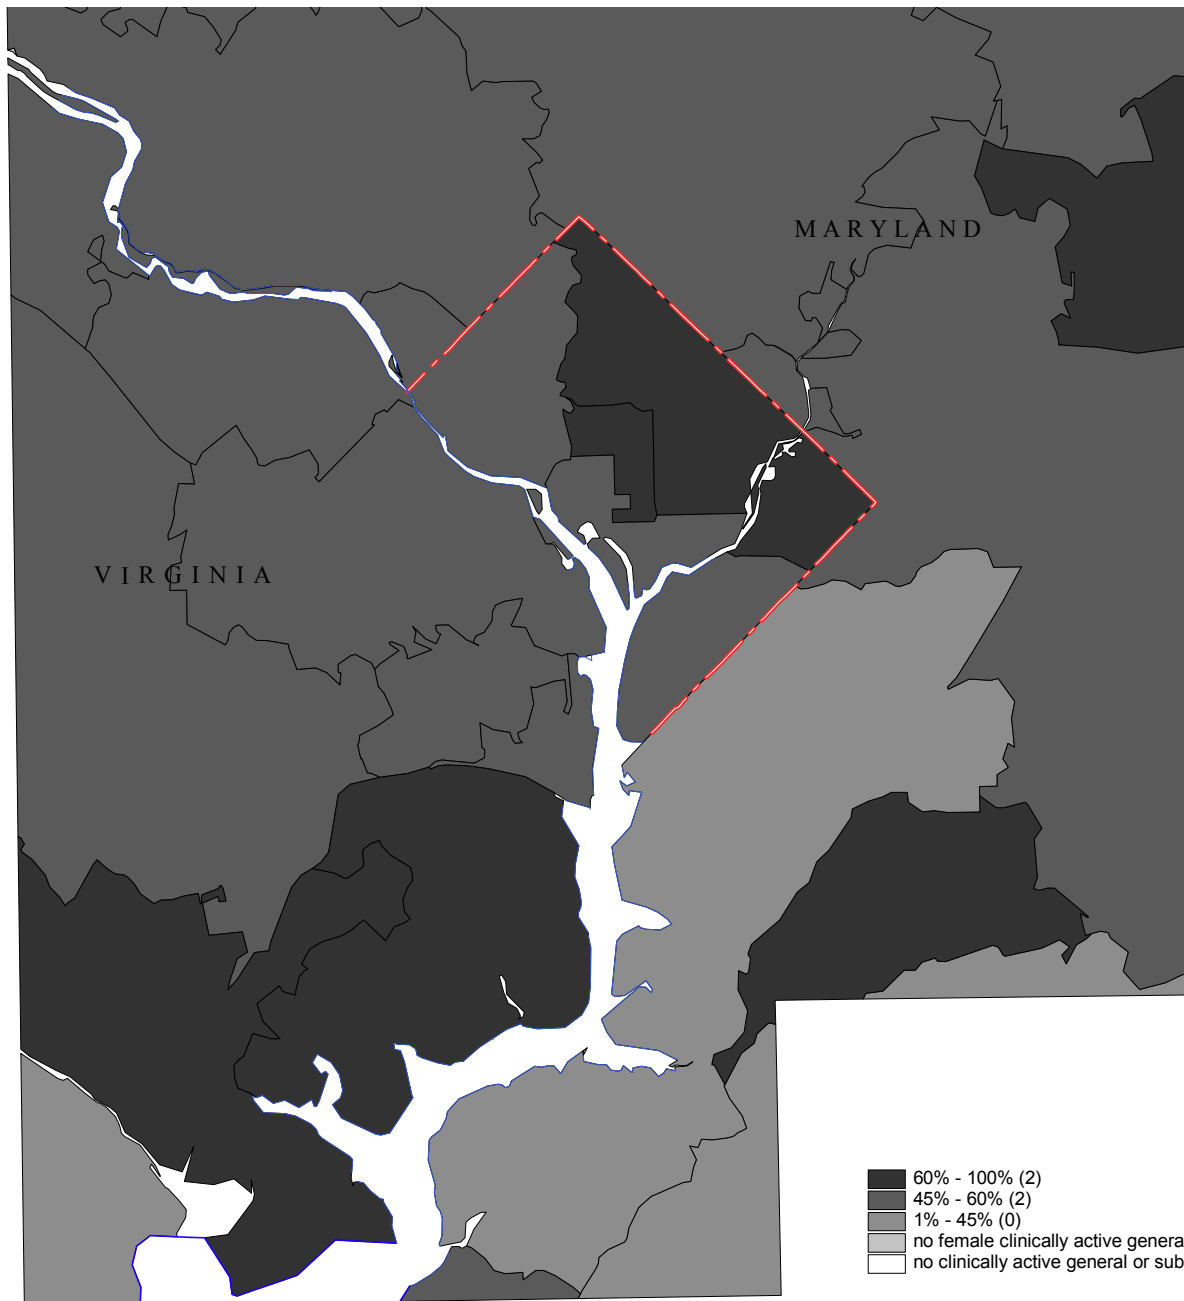 MARYLAND
VIRGINIA
60% - 100% (2)
45% - 60% (2)
1% - 45% (0)
no female clinically active genera
no clinically active general or sub